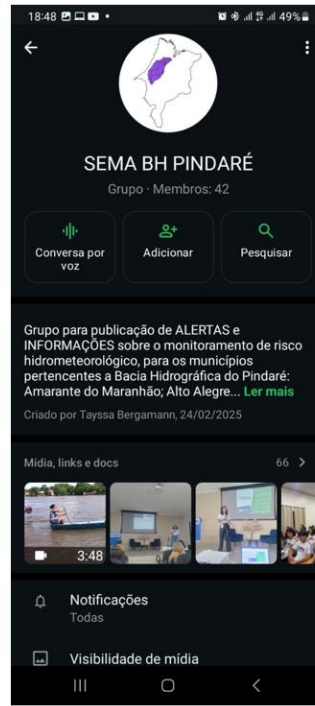 18:48
49%
SEMA BH PINDARÉ
Grupo · Membros: 42
Conversa por
voz
Adicionar
Pesquisar
Grupo para publicação de ALERTAS e
INFORMAÇÕES sobre o monitoramento de risco
hidrometeorológico, para os municípios
pertencentes a Bacia Hidrográfica do Pindaré:
Amarante do Maranhão; Alto Alegre... Ler mais
Criado por Tayssa Bergamann, 24/02/2025
Mídia, links e docs
66
3:48
Notificações
Todas
Visibilidade de mídia